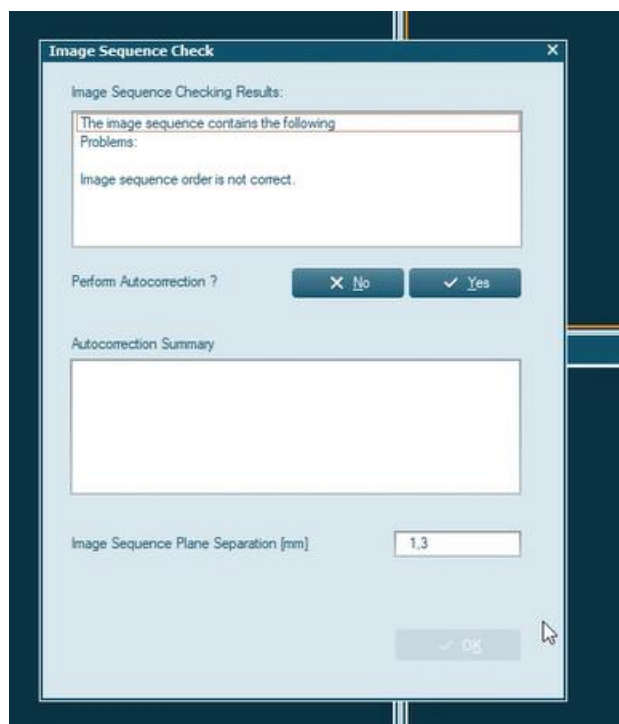 Image Sequence Check
Image Sequence Checking Results:
The image sequence contains the following
Problems:
Image sequence order is not correct.
Perform Autocorrection ?
No
Yes
Autocorrection Summary
Image Sequence Plane Separation [mm]
1,3
OK